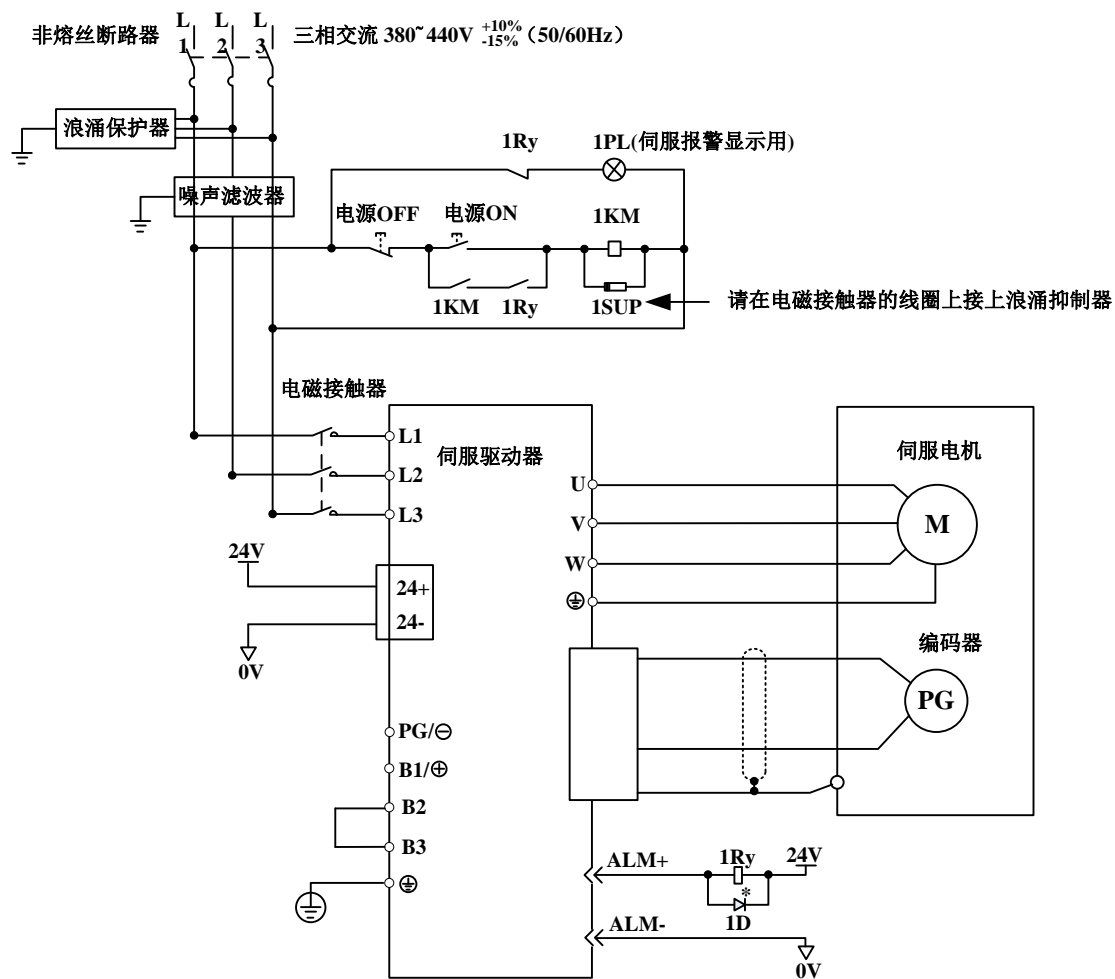 非熔丝断路器
L1
L2
L3
三相交流 380~440V +10% -15% (50/60Hz)
浪涌保护器
噪声滤波器
1Ry
1PL(伺服报警显示用)
电源OFF
电源ON
1KM
1KM
1Ry
1SUP
请在电磁接触器的线圈上接上浪涌抑制器
电磁接触器
伺服驱动器
伺服电机
L1
L2
L3
U
V
W
M
24V
24+
24-
0V
编码器
PG
PG/⊖
B1/⊕
B2
B3
ALM+
1Ry
24V
*
1D
ALM-
0V